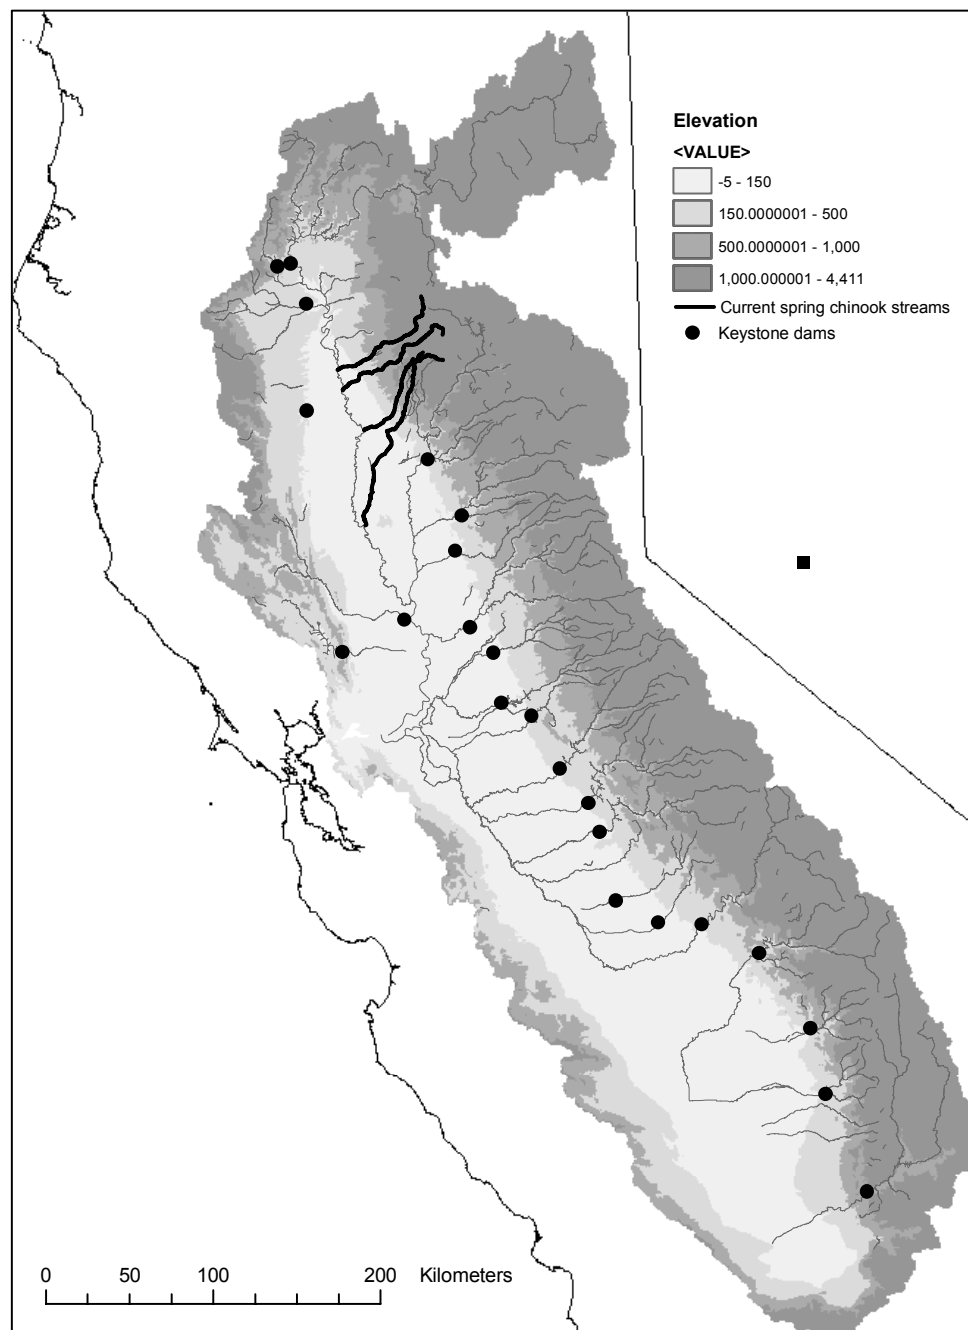 Elevation
<VALUE>
-5 - 150
150.0000001 - 500
500.0000001 - 1,000
1,000.000001 - 4,411
Current spring chinook streams
Keystone dams
0 50 100 200 Kilometers